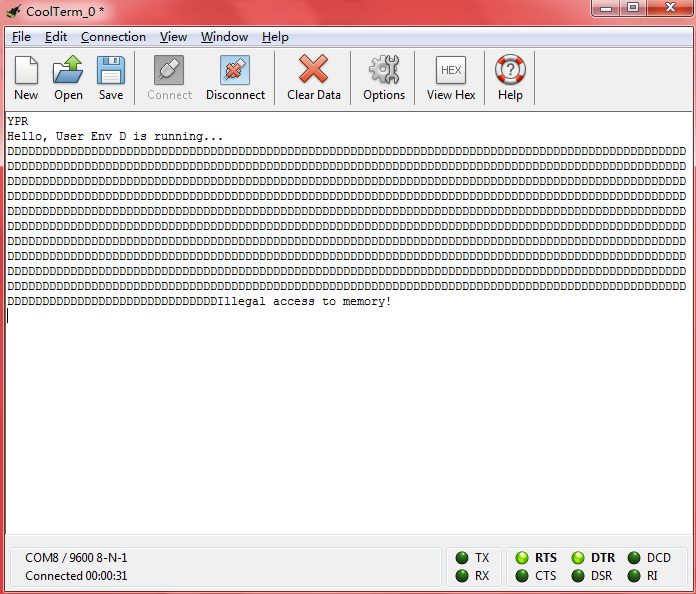 CoolTerm_0 *
File Edit Connection View Window Help
New Open Save Connect Disconnect Clear Data Options HEX View Hex Help
YPR
Hello, User Env D is running...
DDDDDDDDDDDDDDDDDDDDDDDDDDDDDDDDDDDDDDDDDDDDDDDDDDDDDDDDDDDDDDDDDDDDDDDDDDDDDDDDDDDDDDDDDDDDDDDDD
DDDDDDDDDDDDDDDDDDDDDDDDDDDDDDDDDDDDDDDDDDDDDDDDDDDDDDDDDDDDDDDDDDDDDDDDDDDDDDDDDDDDDDDDDDDDDDDDD
DDDDDDDDDDDDDDDDDDDDDDDDDDDDDDDDDDDDDDDDDDDDDDDDDDDDDDDDDDDDDDDDDDDDDDDDDDDDDDDDDDDDDDDDDDDDDDDDD
DDDDDDDDDDDDDDDDDDDDDDDDDDDDDDDDDDDDDDDDDDDDDDDDDDDDDDDDDDDDDDDDDDDDDDDDDDDDDDDDDDDDDDDDDDDDDDDDD
DDDDDDDDDDDDDDDDDDDDDDDDDDDDDDDDDDDDDDDDDDDDDDDDDDDDDDDDDDDDDDDDDDDDDDDDDDDDDDDDDDDDDDDDDDDDDDDDD
DDDDDDDDDDDDDDDDDDDDDDDDDDDDDDDDDDDDDDDDDDDDDDDDDDDDDDDDDDDDDDDDDDDDDDDDDDDDDDDDDDDDDDDDDDDDDDDDD
DDDDDDDDDDDDDDDDDDDDDDDDDDDDDDDDDDDDDDDDDDDDDDDDDDDDDDDDDDDDDDDDDDDDDDDDDDDDDDDDDDDDDDDDDDDDDDDDD
DDDDDDDDDDDDDDDDDDDDDDDDDDDDDDDDDDDDDDDDDDDDDDDDDDDDDDDDDDDDDDDDDDDDDDDDDDDDDDDDDDDDDDDDDDDDDDDDD
DDDDDDDDDDDDDDDDDDDDDDDDDDDDDDDDDDDDDDDDDDDDDDDDDDDDDDDDDDDDDDDDDDDDDDDDDDDDDDDDDDDDDDDDDDDDDDDDD
DDDDDDDDDDDDDDDDDDDDDDDDDDDDDDDDDDDDDDDDDDDDDDDDDDDDDDDDDDDDDDDDDDDDDDDDDDDDDDDDDDDDDDDDDDDDDDDDD
DDDDDDDDDDDDDDDDDDDDDDDDDDDDDDIllegal access to memory!
COM8 / 9600 8-N-1 TX RTS DTR DCD
Connected 00:00:31 RX CTS DSR RI